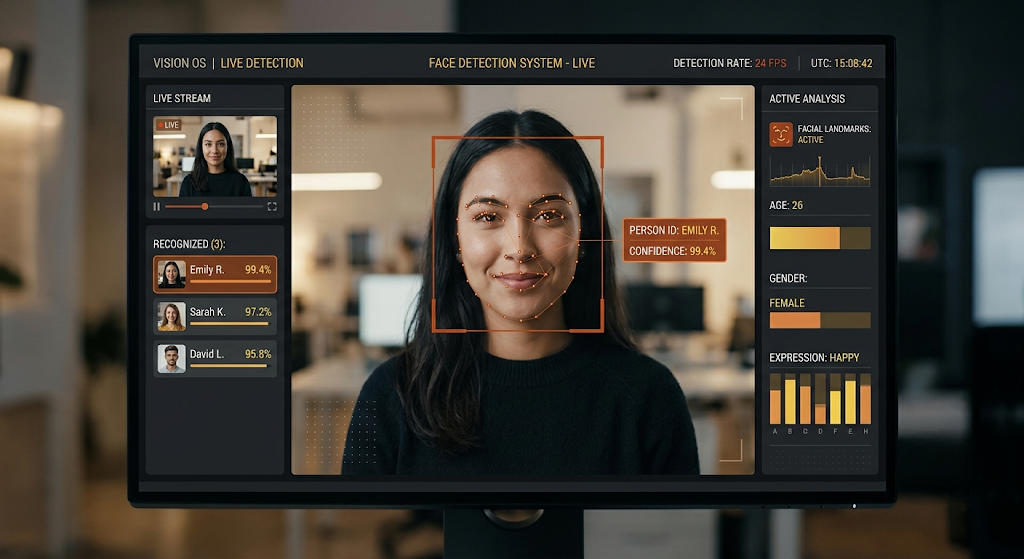 VISION OS | LIVE DETECTION
FACE DETECTION SYSTEM - LIVE
DETECTION RATE: 24 FPS | UTC: 15:08:42
LIVE STREAM
LIVE
RECOGNIZED (3):
Emily R. 99.4%
Sarah K. 97.2%
David L. 95.8%
PERSON ID: EMILY R.
CONFIDENCE: 99.4%
ACTIVE ANALYSIS
FACIAL LANDMARKS:
ACTIVE
AGE: 26
GENDER:
FEMALE
EXPRESSION: HAPPY
A B C D F E H